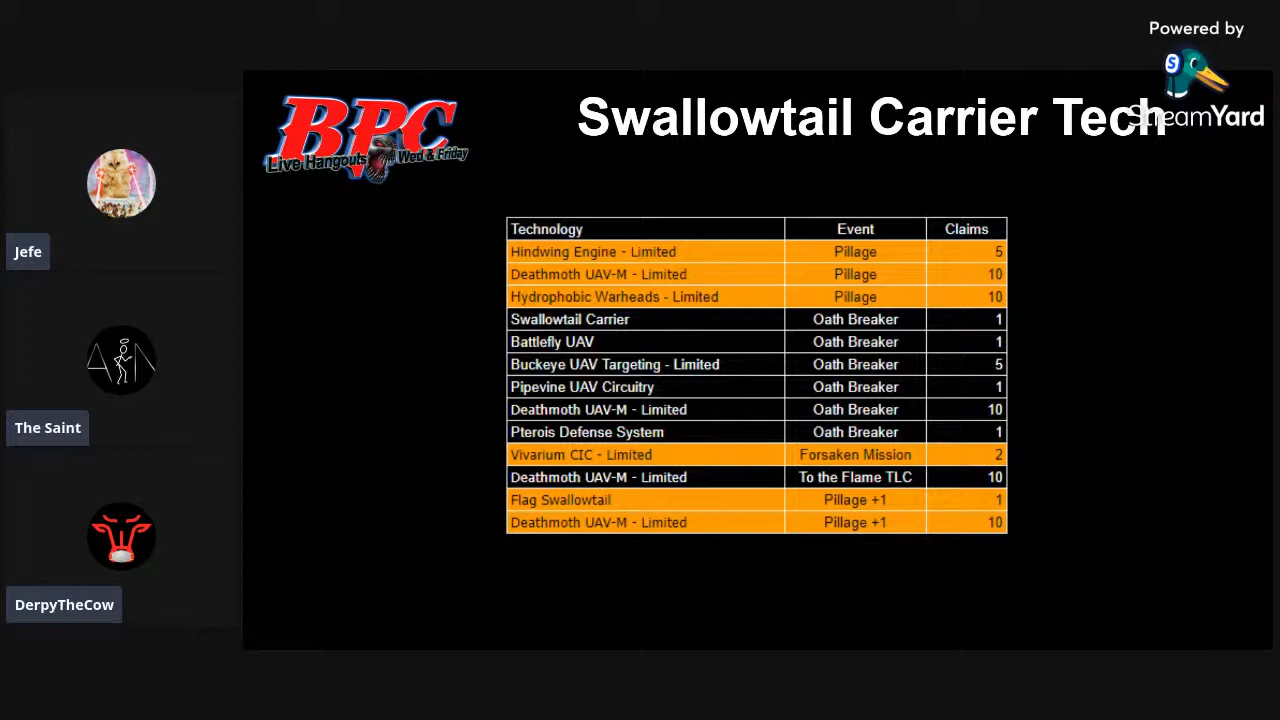 Powered by
StreamYard
BPC
Live Hangouts Wed & Friday
Swallowtail Carrier Tech
Jefe
AIN
The Saint
DerpyTheCow
Technology Event Claims
Hindwing Engine - Limited Pillage 5
Deathmoth UAV-M - Limited Pillage 10
Hydrophobic Warheads - Limited Pillage 10
Swallowtail Carrier Oath Breaker 1
Battlefly UAV Oath Breaker 1
Buckeye UAV Targeting - Limited Oath Breaker 5
Pipevine UAV Circuitry Oath Breaker 1
Deathmoth UAV-M - Limited Oath Breaker 10
Pterois Defense System Oath Breaker 1
Vivarium CIC - Limited Forsaken Mission 2
Deathmoth UAV-M - Limited To the Flame TLC 10
Flag Swallowtail Pillage +1 1
Deathmoth UAV-M - Limited Pillage +1 10